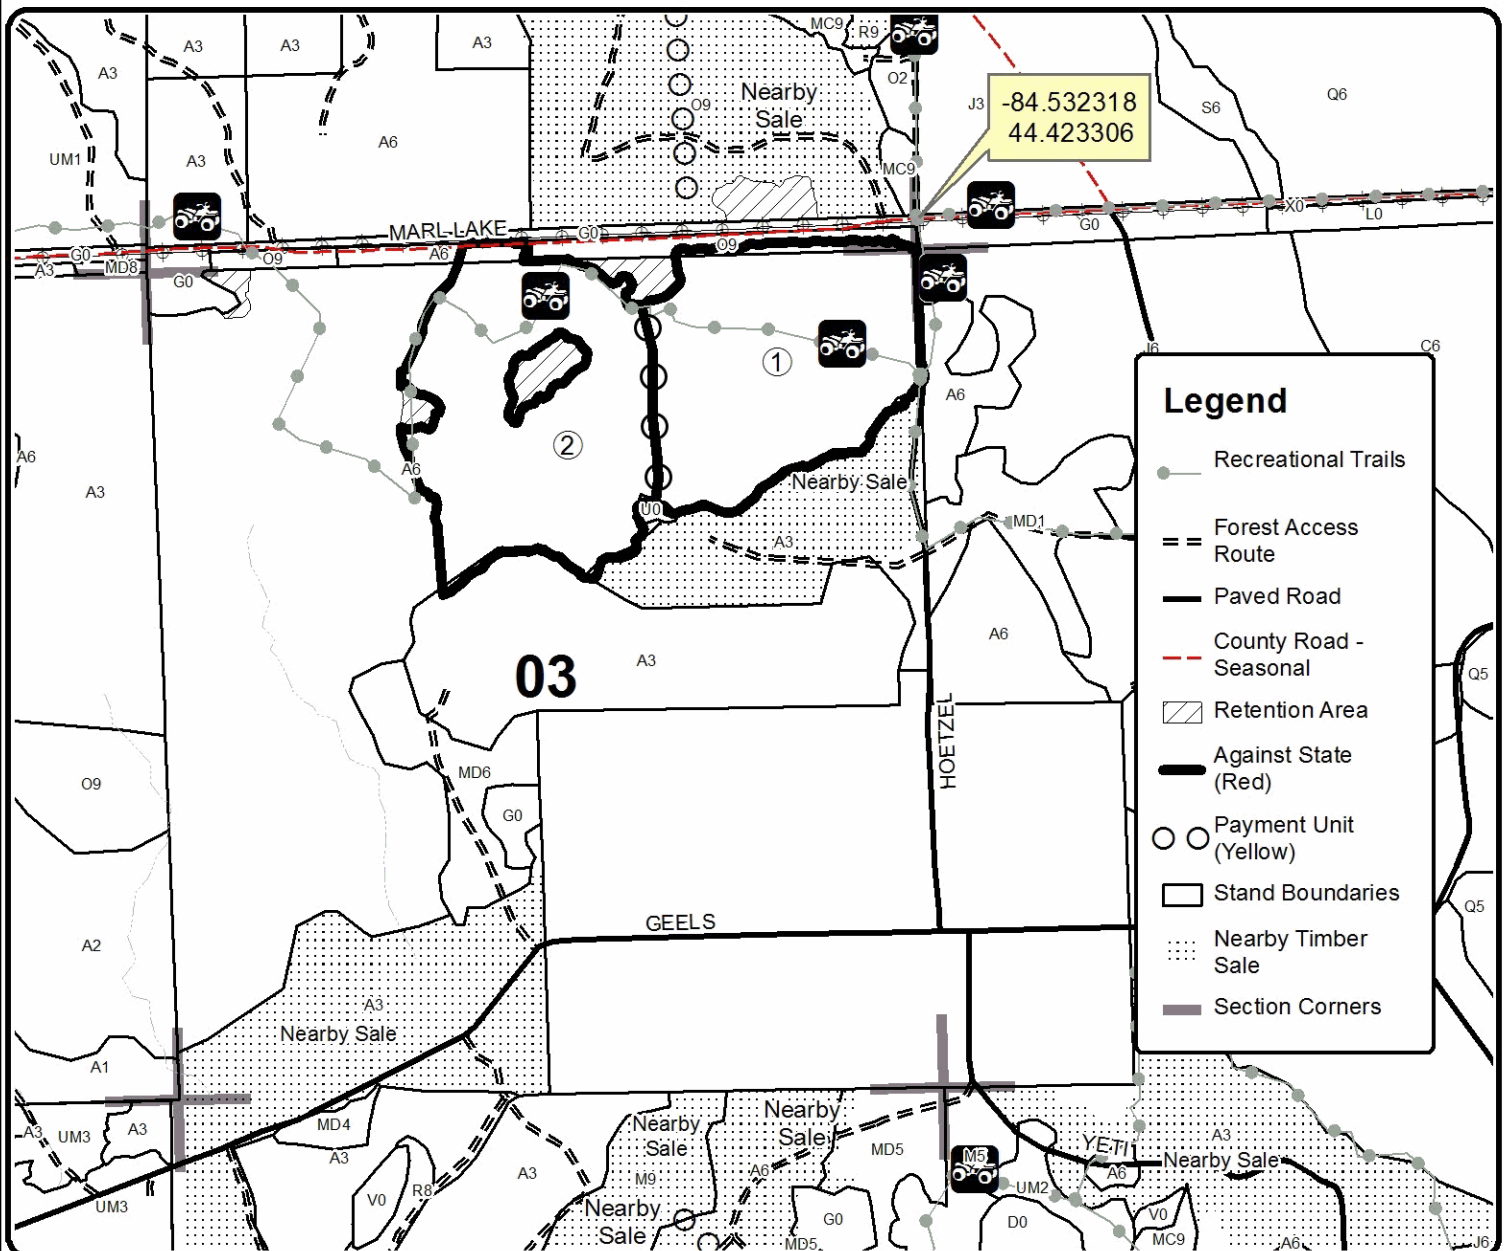 MC9
R9
A3
A3
A3
A3
O2
Nearby
Sale
O9
J3
-84.532318
44.423306
S6
Q6
A6
UM1
A3
MC9
MARL LAKE
G0
X0
L0
G0
O9
A6
G0
O9
MD8
A3
G0
J6
C6
1
A6
2
A6
A6
A3
Nearby Sale
U0
MD1
A3
A6
A3
03
Q5
HOETZEL
MD6
O9
G0
GEELS
Q5
A2
A3
Nearby Sale
A1
Legend
Recreational Trails
Forest Access
Route
Paved Road
County Road -
Seasonal
Retention Area
Against State
(Red)
Payment Unit
(Yellow)
Stand Boundaries
Nearby Timber
Sale
Section Corners
Nearby
Sale
Nearby
Sale
MD4
A3
UM3
A3
A3
YETI
A3
MD5
M5
Nearby Sale
A6
A3
A6
M9
R8
V0
UM2
UM3
Nearby
Sale
G0
D0
V0
MC9
MD5
A6
J6